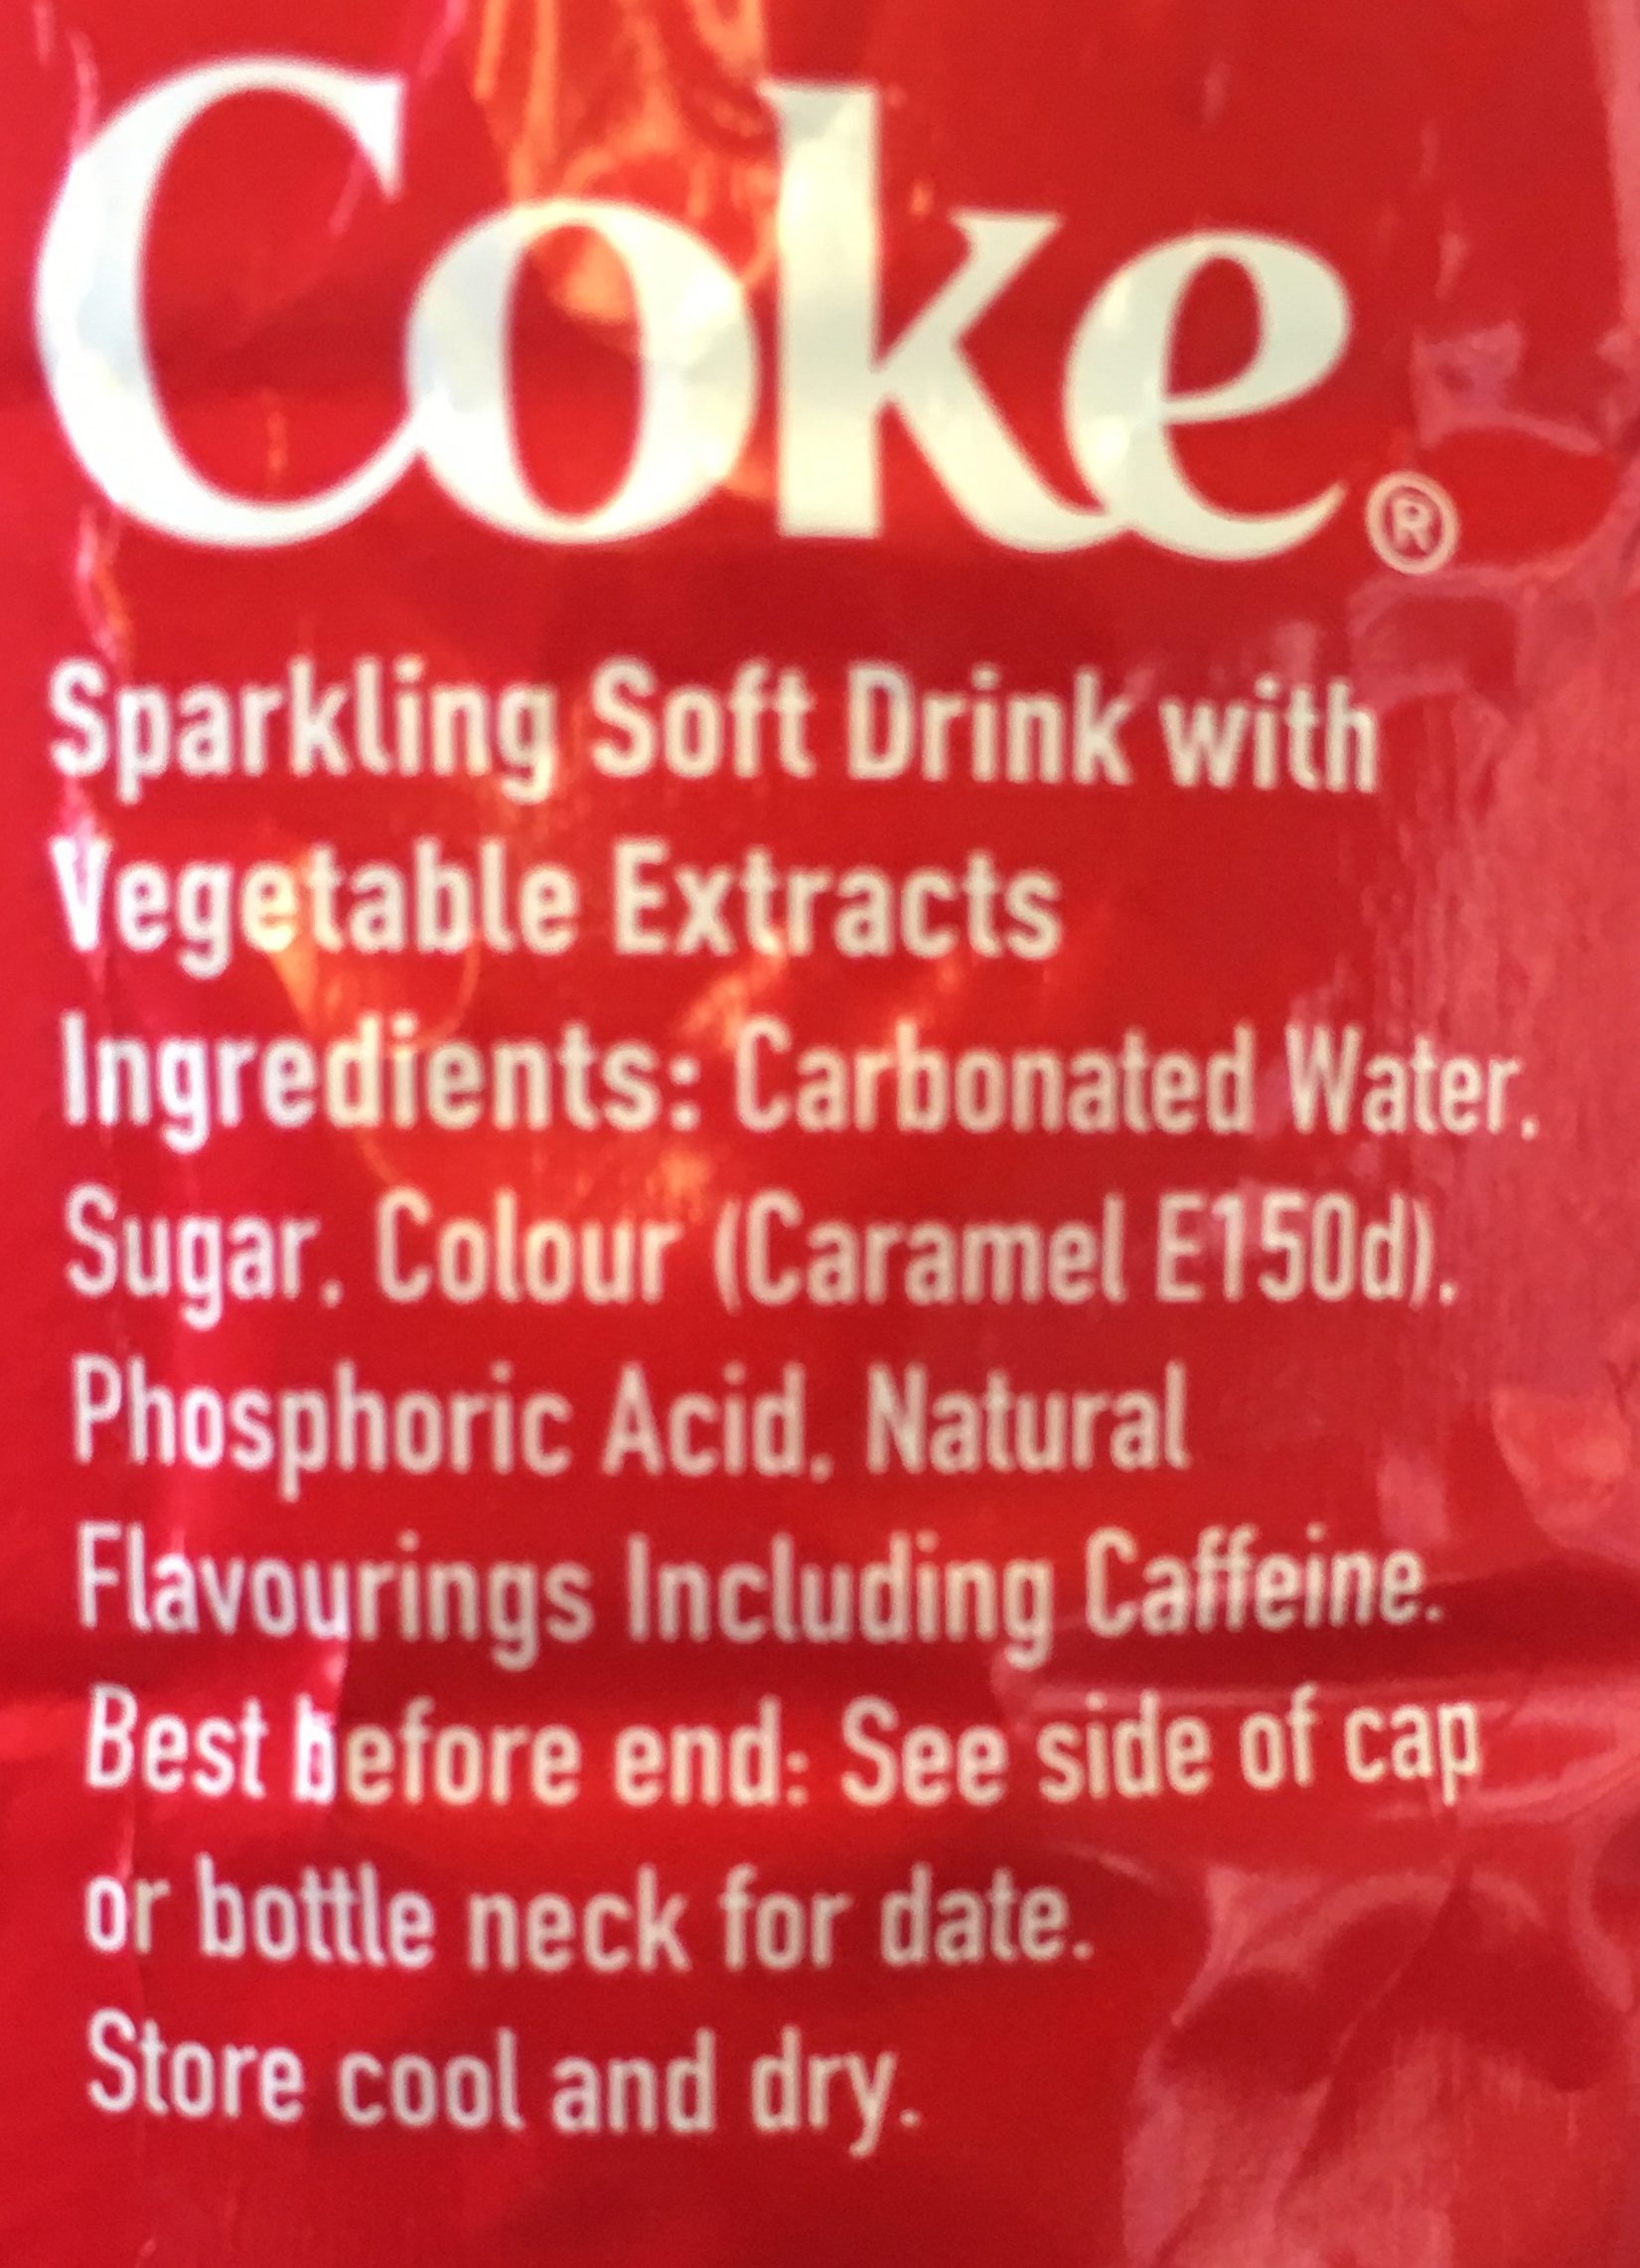 Coke®
Sparkling Soft Drink with
Vegetable Extracts
Ingredients: Carbonated Water,
Sugar, Colour (Caramel E150d),
Phosphoric Acid, Natural
Flavourings Including Caffeine.
Best before end: See side of cap
or bottle neck for date.
Store cool and dry.